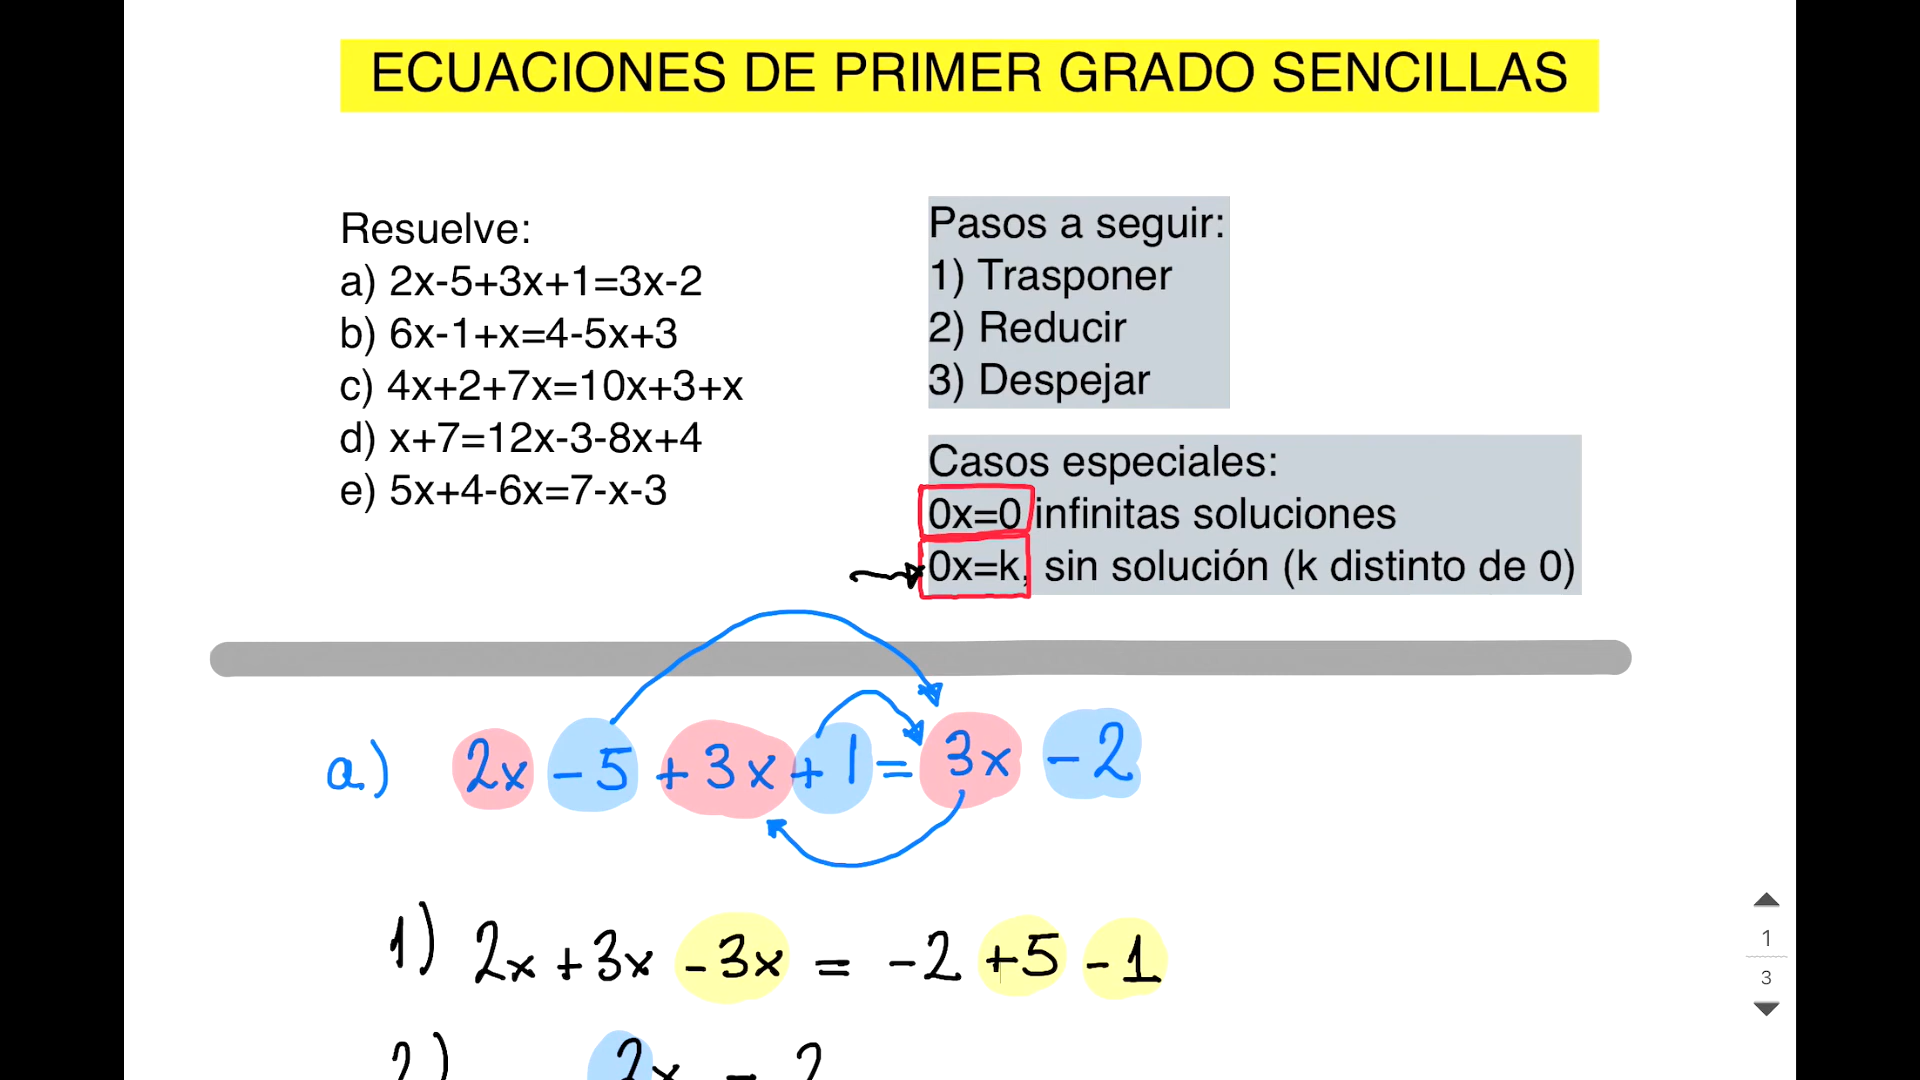 ECUACIONES DE PRIMER GRADO SENCILLAS
Resuelve:
a) 2x-5+3x+1=3x-2
b) 6x-1+x=4-5x+3
c) 4x+2+7x=10x+3+x
d) x+7=12x-3-8x+4
e) 5x+4-6x=7-x-3
Pasos a seguir:
1) Trasponer
2) Reducir
3) Despejar
Casos especiales:
0x=0 infinitas soluciones
0x=k, sin solución (k distinto de 0)
a) 2x -5 +3x +1 = 3x -2
1) 2x +3x -3x = -2 +5 -1
2) 2x = 2
1
3